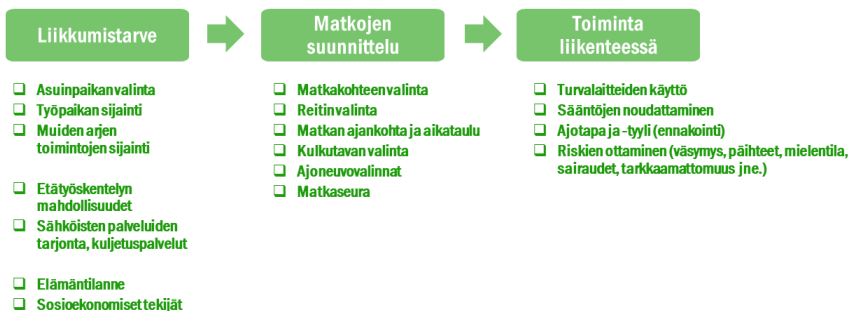 Liikkumistarve
Matkojen
suunnittelu
Toiminta
liikenteessä
❑ Asuinpaikan valinta
❑ Työpaikan sijainti
❑ Muiden arjen
toimintojen sijainti
❑ Etätyöskentelyn
mahdollisuudet
❑ Sähköisten palveluiden
tarjonta, kuljetuspalvelut
❑ Elämäntilanne
❑ Sosioekonomiset tekijät
❑ Matkakohteen valinta
❑ Reitin valinta
❑ Matkan ajankohta ja aikataulu
❑ Kulkutavan valinta
❑ Ajoneuvovalinnat
❑ Matkaseura
❑ Turvalaitteiden käyttö
❑ Sääntöjen noudattaminen
❑ Ajotapa ja -tyyli (ennakointi)
❑ Riskien ottaminen (väsymys, päihteet, mielentila,
sairaudet, tarkkaamattomuus jne.)